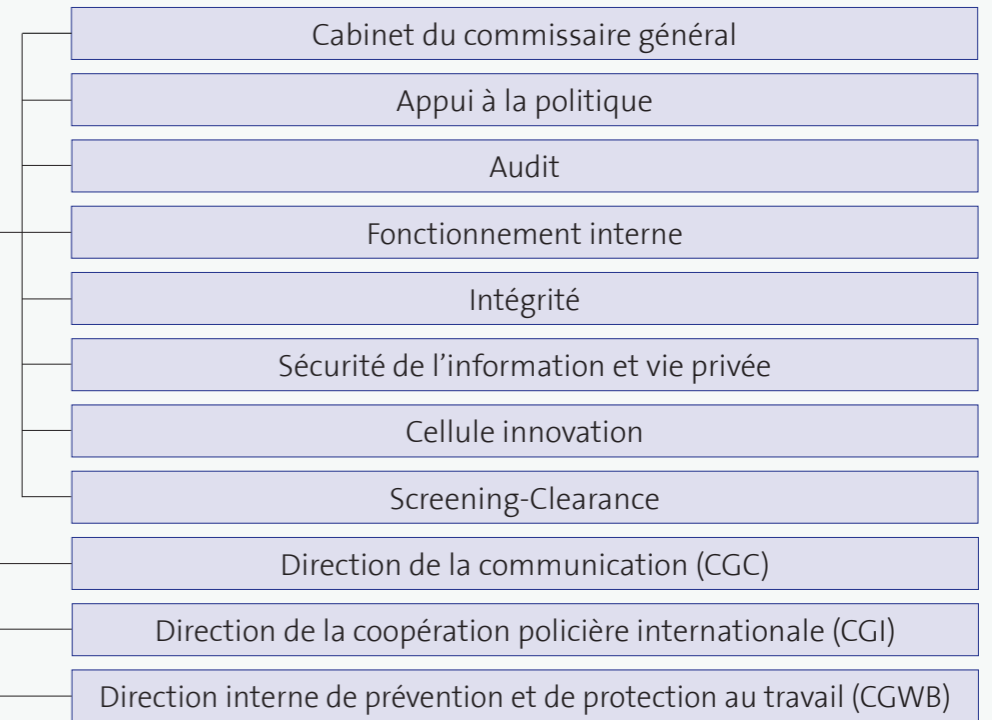 Cabinet du commissaire général
Appui à la politique
Audit
Fonctionnement interne
Intégrité
Sécurité de l’information et vie privée
Cellule innovation
Screening-Clearance
Direction de la communication (CGC)
Direction de la coopération policière internationale (CGI)
Direction interne de prévention et de protection au travail (CGWB)